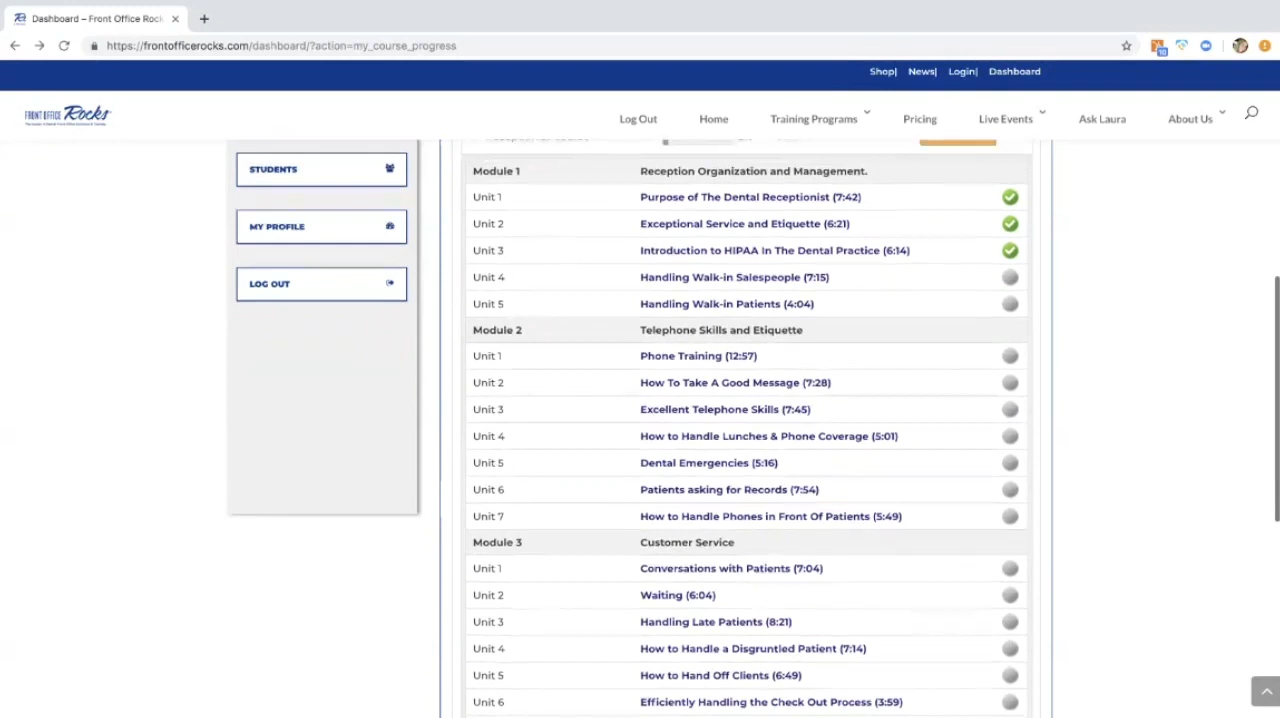 Dashboard – Front Office Rock
https://frontofficerocks.com/dashboard/?action=my_course_progress
10
Shop| News| Login| Dashboard
FRONT OFFICE Rocks
Log Out Home Training Programs Pricing Live Events Ask Laura About Us
STUDENTS
MY PROFILE
LOG OUT
Module 1 Reception Organization and Management.
Unit 1 Purpose of The Dental Receptionist (7:42)
Unit 2 Exceptional Service and Etiquette (6:21)
Unit 3 Introduction to HIPAA In The Dental Practice (6:14)
Unit 4 Handling Walk-in Salespeople (7:15)
Unit 5 Handling Walk-in Patients (4:04)
Module 2 Telephone Skills and Etiquette
Unit 1 Phone Training (12:57)
Unit 2 How To Take A Good Message (7:28)
Unit 3 Excellent Telephone Skills (7:45)
Unit 4 How to Handle Lunches & Phone Coverage (5:01)
Unit 5 Dental Emergencies (5:16)
Unit 6 Patients asking for Records (7:54)
Unit 7 How to Handle Phones in Front Of Patients (5:49)
Module 3 Customer Service
Unit 1 Conversations with Patients (7:04)
Unit 2 Waiting (6:04)
Unit 3 Handling Late Patients (8:21)
Unit 4 How to Handle a Disgruntled Patient (7:14)
Unit 5 How to Hand Off Clients (6:49)
Unit 6 Efficiently Handling the Check Out Process (3:59)